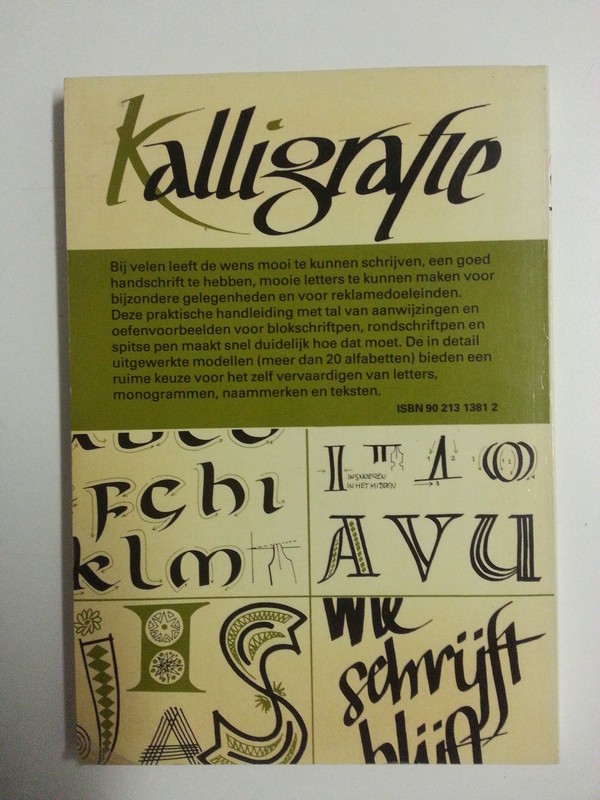 Kalligrafie
Bij velen leeft de wens mooi te kunnen schrijven, een goed
handschrift te hebben, mooie letters te kunnen maken voor
bijzondere gelegenheden en voor reklamedoeleinden.
Deze praktische handleiding met tal van aanwijzingen en
oefenvoorbeelden voor blokschriftpen, rondschriftpen en
spitse pen maakt snel duidelijk hoe dat moet. De in detail
uitgewerkte modellen (meer dan 20 alfabetten) bieden een
ruime keuze voor het zelf vervaardigen van letters,
monogrammen, naammerken en teksten.
ISBN 90 213 1381 2
FGhI
klm
INSNOEREN
IN HET MIDDEN
AVU
I S
A
Wie
schrijft
blijft